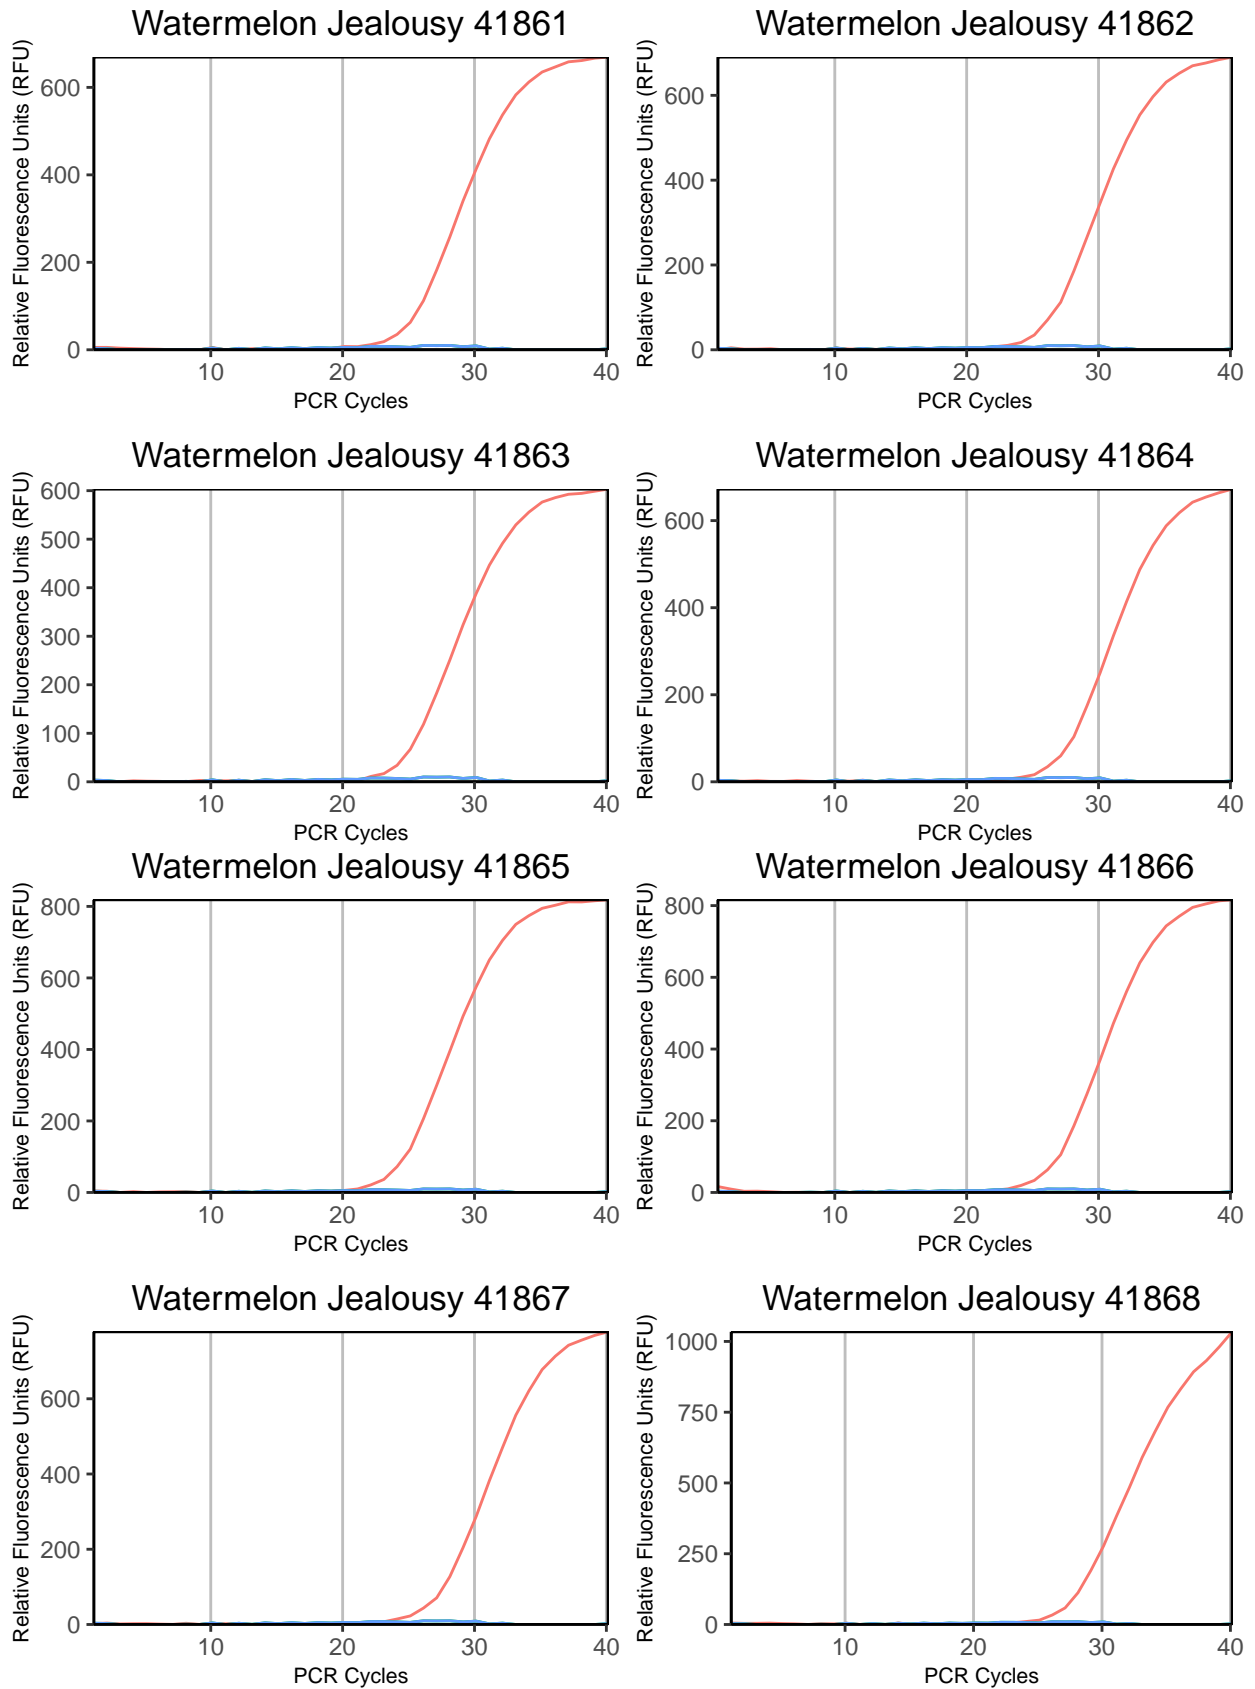 Watermelon Jealousy 41861
Relative Fluorescence Units (RFU)
600
400
200
0
10 20 30 40
PCR Cycles
Watermelon Jealousy 41862
Relative Fluorescence Units (RFU)
600
400
200
0
10 20 30 40
PCR Cycles
Watermelon Jealousy 41863
Relative Fluorescence Units (RFU)
600
500
400
300
200
100
0
10 20 30 40
PCR Cycles
Watermelon Jealousy 41864
Relative Fluorescence Units (RFU)
600
400
200
0
10 20 30 40
PCR Cycles
Watermelon Jealousy 41865
Relative Fluorescence Units (RFU)
800
600
400
200
0
10 20 30 40
PCR Cycles
Watermelon Jealousy 41866
Relative Fluorescence Units (RFU)
800
600
400
200
0
10 20 30 40
PCR Cycles
Watermelon Jealousy 41867
Relative Fluorescence Units (RFU)
600
400
200
0
10 20 30 40
PCR Cycles
Watermelon Jealousy 41868
Relative Fluorescence Units (RFU)
1000
750
500
250
0
10 20 30 40
PCR Cycles